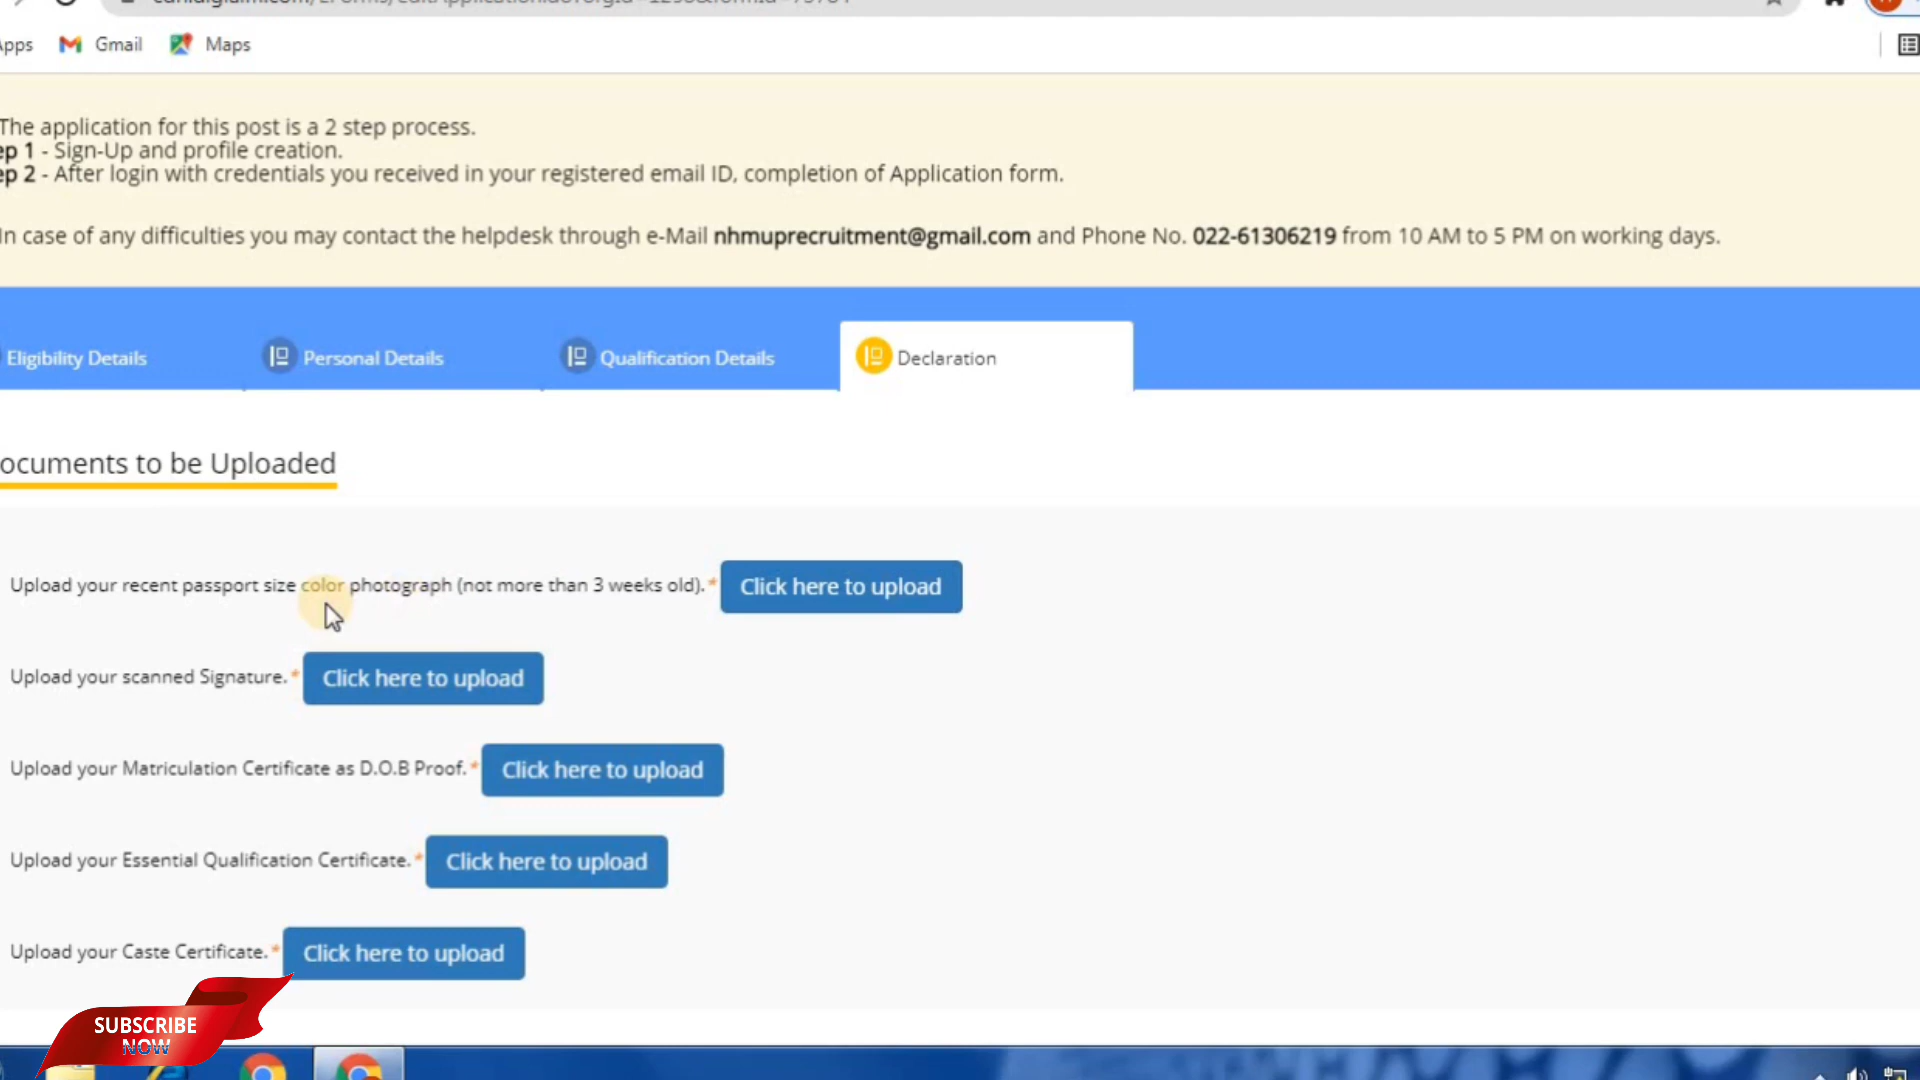 Apps Gmail Maps
The application for this post is a 2 step process.
ep 1 - Sign-Up and profile creation.
ep 2 - After login with credentials you received in your registered email ID, completion of Application form.
In case of any difficulties you may contact the helpdesk through e-Mail nhmuprecruitment@gmail.com and Phone No. 022-61306219 from 10 AM to 5 PM on working days.
Eligibility Details Personal Details Qualification Details Declaration
ocuments to be Uploaded
Upload your recent passport size color photograph (not more than 3 weeks old).* Click here to upload
Upload your scanned Signature.* Click here to upload
Upload your Matriculation Certificate as D.O.B Proof.* Click here to upload
Upload your Essential Qualification Certificate.* Click here to upload
Upload your Caste Certificate.* Click here to upload
SUBSCRIBE
NOW